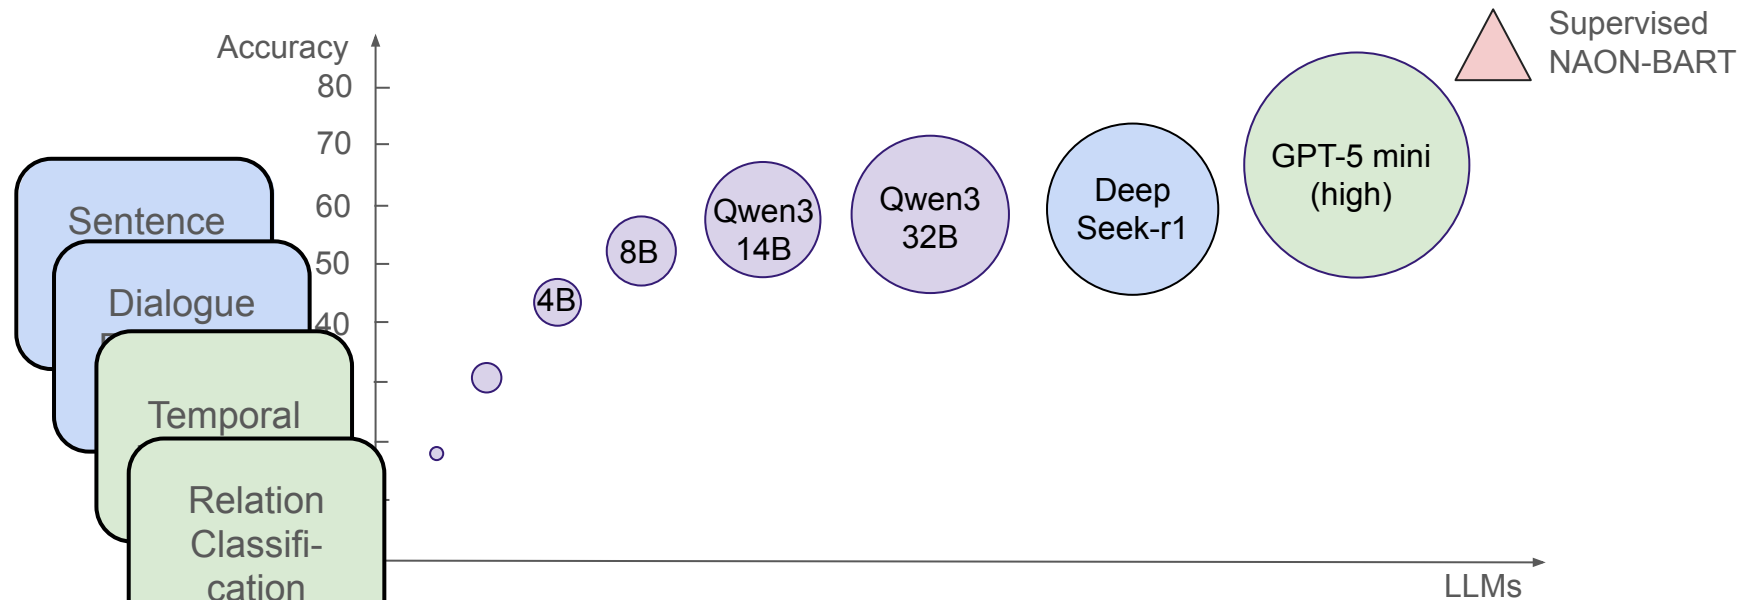 Accuracy
80
70
60
50
40
Sentence
Dialogue
Temporal
Relation
Classifi-
cation
4B
8B
Qwen3
14B
Qwen3
32B
Deep
Seek-r1
GPT-5 mini
(high)
Supervised
NAON-BART
LLMs